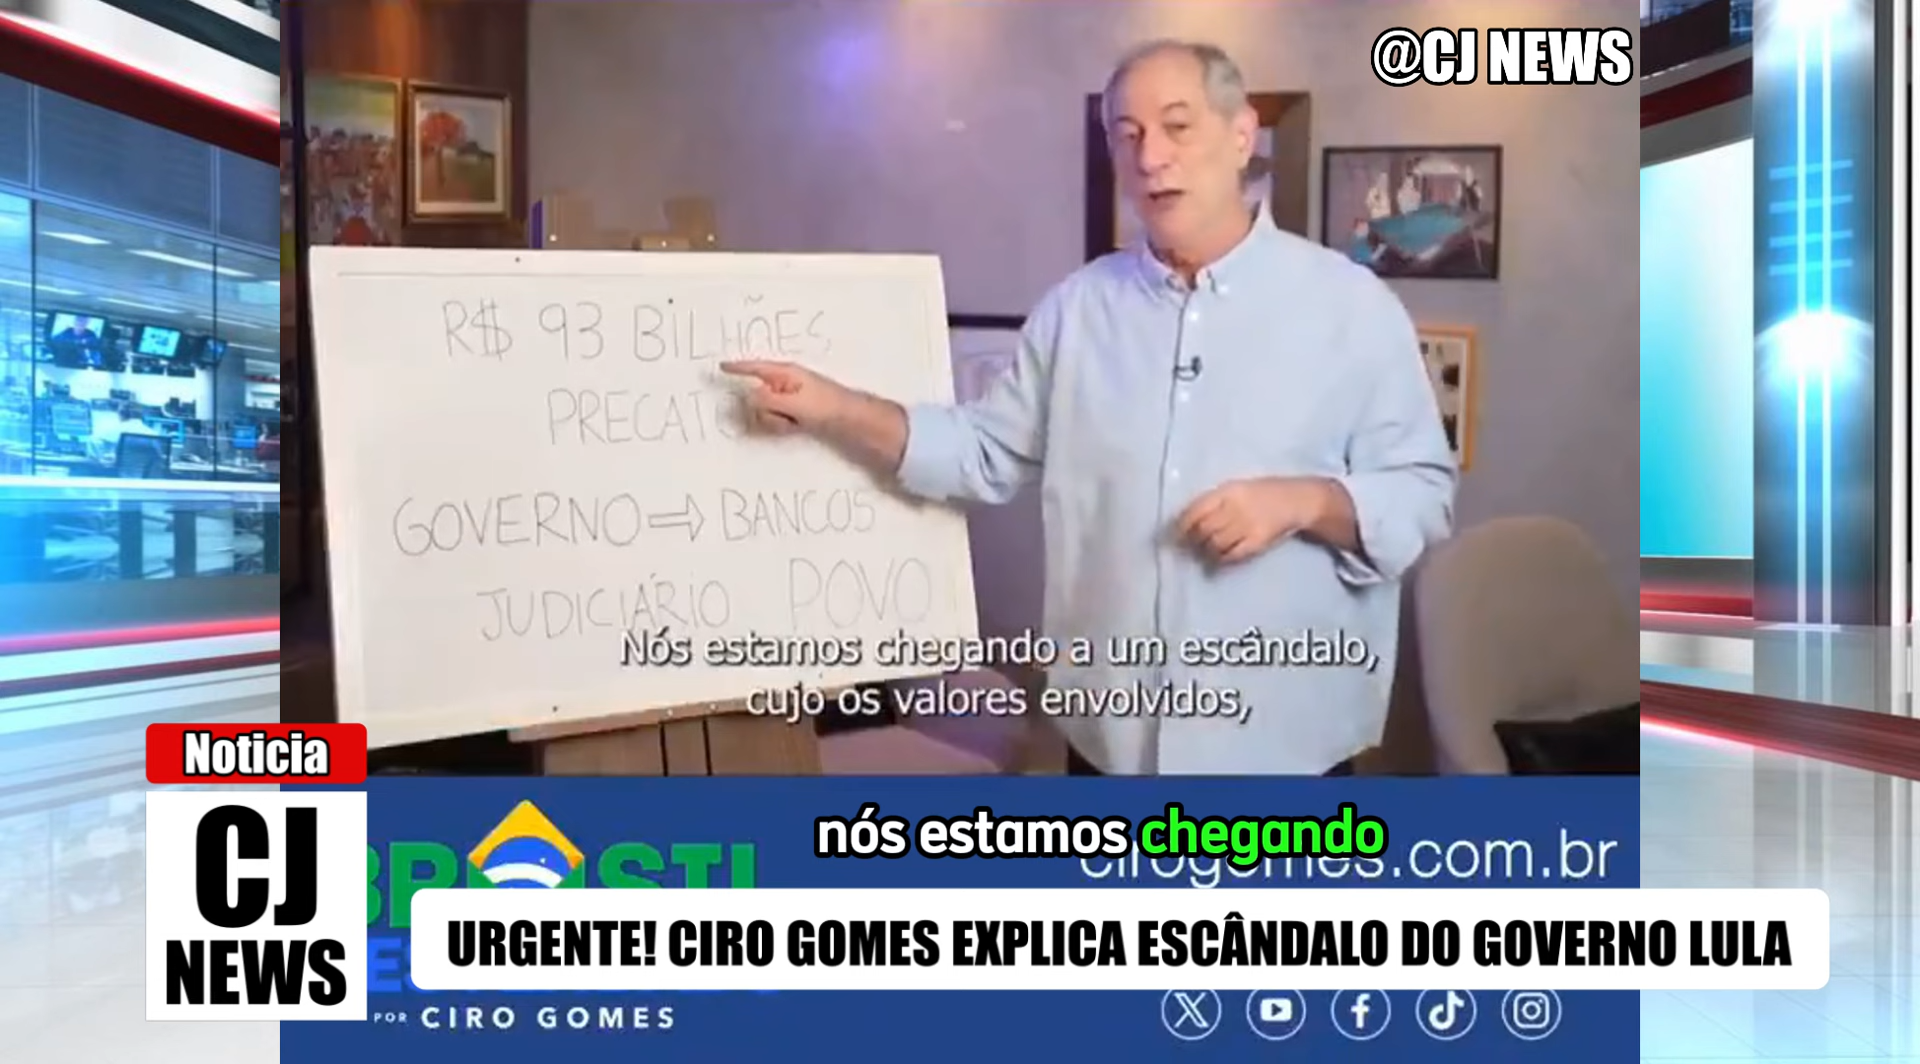 @CJ NEWS
R$ 93 BILHÕES
GOVERNO ⇒ BANCOS
JUDICIÁRIO POVO
Nós estamos chegando a um escândalo,
cujo os valores envolvidos,
Noticia
nós estamos chegando
cirogomes.com.br
CJ
NEWS
URGENTE! CIRO GOMES EXPLICA ESCÂNDALO DO GOVERNO LULA
POR CIRO GOMES